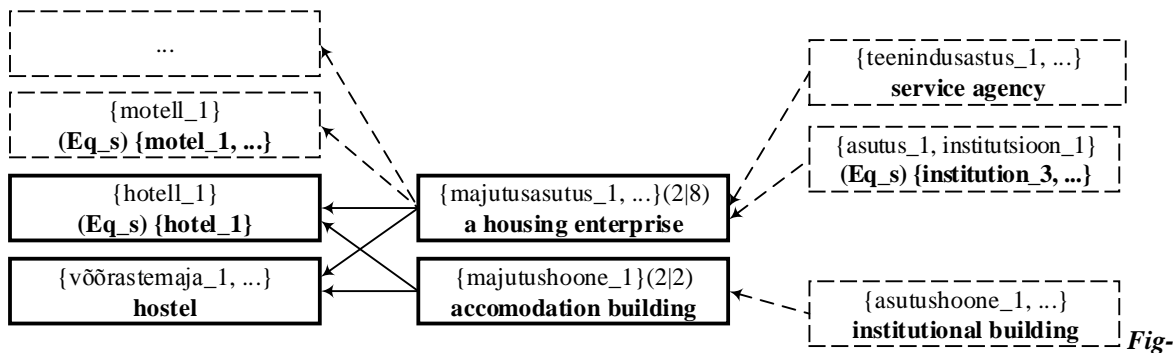 ...
{motell_1}
(Eq_s) {motel_1, ...}
{hotell_1}
(Eq_s) {hotel_1}
{võõrastemaja_1, ...}
hostel
{majutusasutus_1, ...}(2|8)
a housing enterprise
{majutushoone_1}(2|2)
accomodation building
{teenindusastus_1, ...}
service agency
{asutus_1, institutsioon_1}
(Eq_s) {institution_3, ...}
{asutushoone_1, ...}
institutional building
Fig-